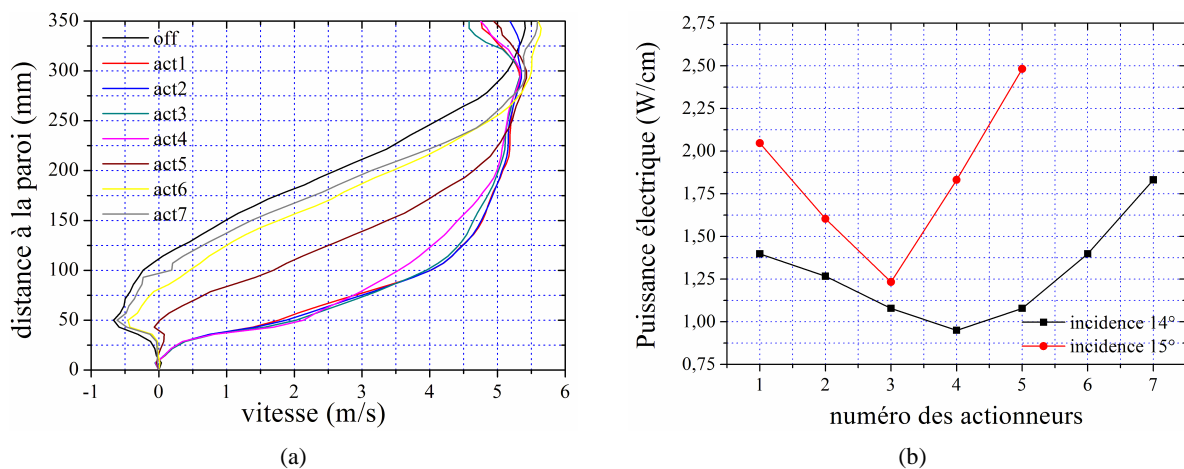 350
300
250
200
150
100
50
0
distance à la paroi (mm)
off
act1
act2
act3
act4
act5
act6
act7
-1 0 1 2 3 4 5 6
vitesse (m/s)
(a)
2,75
2,50
2,25
2,00
1,75
1,50
1,25
1,00
0,75
Puissance électrique (W/cm)
incidence 14°
incidence 15°
1 2 3 4 5 6 7
numéro des actionneurs
(b)